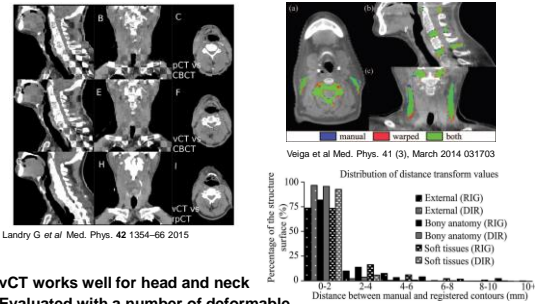 B
C
pCT vs
CBCT
E
F
vCT vs
CBCT
H
I
vCT vs
rpCT
Landry G et al Med. Phys. 42 1354–66 2015
(a)
(b)
(c)
manual
warped
both
Veiga et al Med. Phys. 41 (3), March 2014 031703
Distribution of distance transform values
Percentage of the structure
surface (%)
100
75
50
25
0
External (RIG)
External (DIR)
Bony anatomy (RIG)
Bony anatomy (DIR)
Soft tissues (RIG)
Soft tissues (DIR)
0-2
2-4
4-6
6-8
8-10
10+
Distance between manual and registered contours (mm)
vCT works well for head and neck
Evaluated with a number of deformable